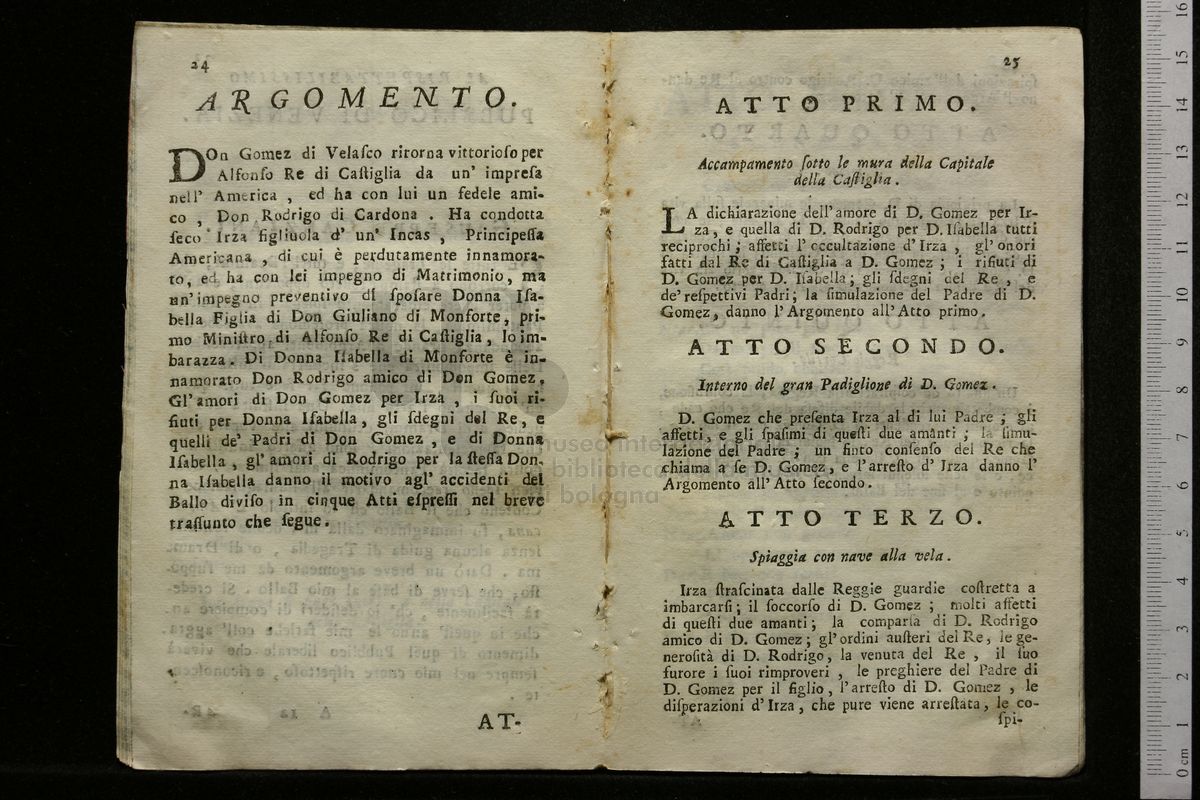 24
ARGOMENTO.
DOn Gomez di Velaſco rirorna vittorioſo per
Alfonſo Re di Caſtiglia da un' impreſa
nell' America , ed ha con lui un fedele ami-
co , Don Rodrigo di Cardona . Ha condotta
ſeco Irza figliuola d' un' Incas , Principeſſa
Americana , di cui è perdutamente innamora-
to, ed ha con lei impegno di Matrimonio, ma
un'impegno preventivo di ſpoſare Donna Iſa-
bella Figlia di Don Giuliano di Monforte, pri-
mo Miniſtro di Alfonſo Re di Caſtiglia, lo im-
barazza. Di Donna Iſabella di Monforte è in-
namorato Don Rodrigo amico di Don Gomez.
Gl'amori di Don Gomez per Irza , i ſuoi ri-
fiuti per Donna Iſabella, gli ſdegni del Re, e
quelli de' Padri di Don Gomez , e di Donna
Iſabella , gl' amori di Rodrigo per la ſteſſa Don-
na Iſabella danno il motivo agl' accidenti del
Ballo diviſo in cinque Atti eſpreſſi nel breve
traſſunto che ſegue.
AT-
25
ATTO PRIMO.
Accampamento ſotto le mura della Capitale
della Caſtiglia .
LA dichiarazione dell'amore di D. Gomez per Ir-
za, e quella di D. Rodrigo per D. Iſabella tutti
reciprochi ; affetti l' occultazione d' Irza , gl' onori
fatti dal Re di Caſtiglia a D. Gomez ; i rifiuti di
D. Gomez per D. Iſabella; gli ſdegni del Re , e
de' reſpettivi Padri; la ſimulazione del Padre di D.
Gomez, danno l'Argomento all'Atto primo.
ATTO SECONDO.
Interno del gran Padiglione di D. Gomez .
D. Gomez che preſenta Irza al di lui Padre ; gli
affetti, e gli ſpaſimi di queſti due amanti ; la ſimu-
lazione del Padre ; un finto conſenſo del Re che
chiama a ſe D. Gomez, e l'arreſto d' Irza danno l'
Argomento all' Atto ſecondo.
ATTO TERZO.
Spiaggia con nave alla vela .
Irza ſtraſcinata dalle Reggie guardie coſtretta a
imbarcarſi; il ſoccorſo di D. Gomez ; molti affetti
di queſti due amanti; la comparſa di D. Rodrigo
amico di D. Gomez; gl'ordini auſteri del Re, le ge-
neroſità di D. Rodrigo, la venuta del Re , il ſuo
furore i ſuoi rimproveri , le preghiere del Padre di
D. Gomez per il figlio, l'arreſto di D. Gomez , le
diſperazioni d'Irza, che pure viene arreſtata, le co-
ſpi-